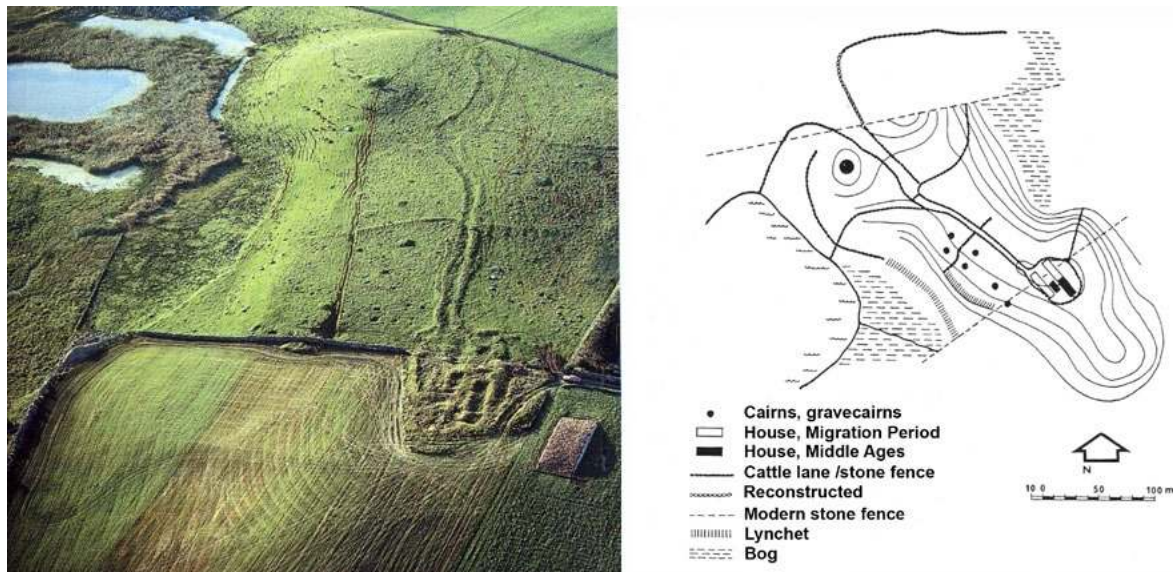 Cairns, gravecairns
House, Migration Period
House, Middle Ages
Cattle lane /stone fence
Reconstructed
Modern stone fence
Lynchet
Bog
N
10 0 50 100 m